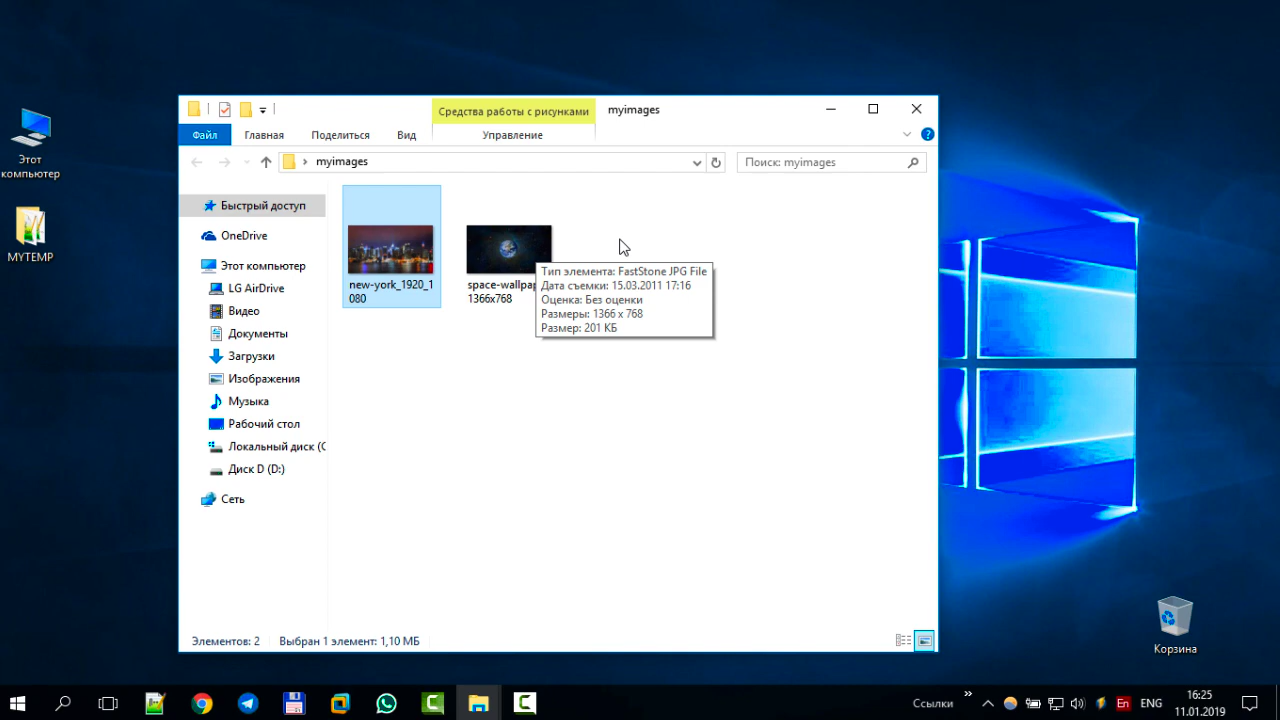 Средства работы с рисунками
myimages
Файл
Главная
Поделиться
Вид
Управление
myimages
Поиск: myimages
Этот
компьютер
MYTEMP
Быстрый доступ
OneDrive
Этот компьютер
LG AirDrive
Видео
Документы
Загрузки
Изображения
Музыка
Рабочий стол
Локальный диск (C
Диск D (D:)
Сеть
new-york_1920_1
080
space-wallpa
1366x768
Тип элемента: FastStone JPG File
Дата съемки: 15.03.2011 17:16
Оценка: Без оценки
Размеры: 1366 x 768
Размер: 201 КБ
Элементов: 2
Выбран 1 элемент: 1,10 МБ
Корзина
Ссылки
En
ENG
16:25
11.01.2019